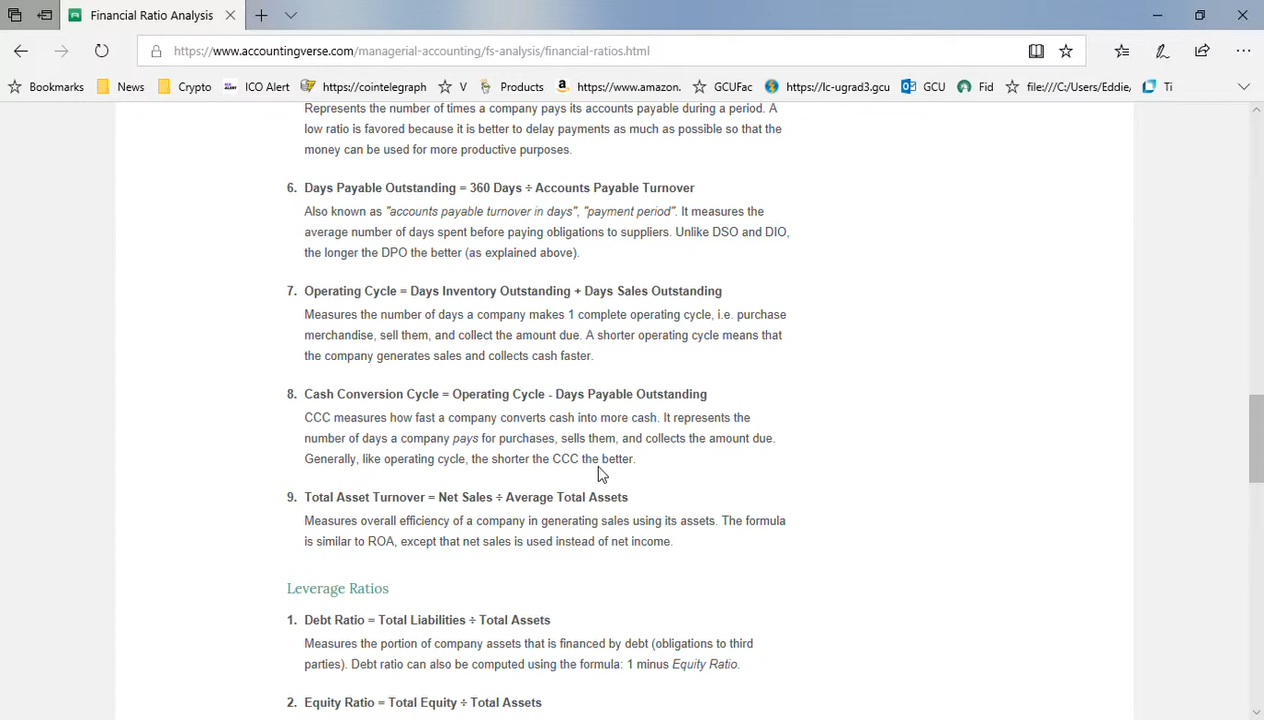 Financial Ratio Analysis
https://www.accountingverse.com/managerial-accounting/fs-analysis/financial-ratios.html
Bookmarks News Crypto ICO Alert https://cointelegraph V Products https://www.amazon. GCUFac https://lc-ugrad3.gcu GCU Fid file:///C:/Users/Eddie/ Ti
Represents the number of times a company pays its accounts payable during a period. A
low ratio is favored because it is better to delay payments as much as possible so that the
money can be used for more productive purposes.
6. Days Payable Outstanding = 360 Days ÷ Accounts Payable Turnover
Also known as "accounts payable turnover in days", "payment period". It measures the
average number of days spent before paying obligations to suppliers. Unlike DSO and DIO,
the longer the DPO the better (as explained above).
7. Operating Cycle = Days Inventory Outstanding + Days Sales Outstanding
Measures the number of days a company makes 1 complete operating cycle, i.e. purchase
merchandise, sell them, and collect the amount due. A shorter operating cycle means that
the company generates sales and collects cash faster.
8. Cash Conversion Cycle = Operating Cycle - Days Payable Outstanding
CCC measures how fast a company converts cash into more cash. It represents the
number of days a company pays for purchases, sells them, and collects the amount due.
Generally, like operating cycle, the shorter the CCC the better.
9. Total Asset Turnover = Net Sales ÷ Average Total Assets
Measures overall efficiency of a company in generating sales using its assets. The formula
is similar to ROA, except that net sales is used instead of net income.
Leverage Ratios
1. Debt Ratio = Total Liabilities ÷ Total Assets
Measures the portion of company assets that is financed by debt (obligations to third
parties). Debt ratio can also be computed using the formula: 1 minus Equity Ratio.
2. Equity Ratio = Total Equity ÷ Total Assets